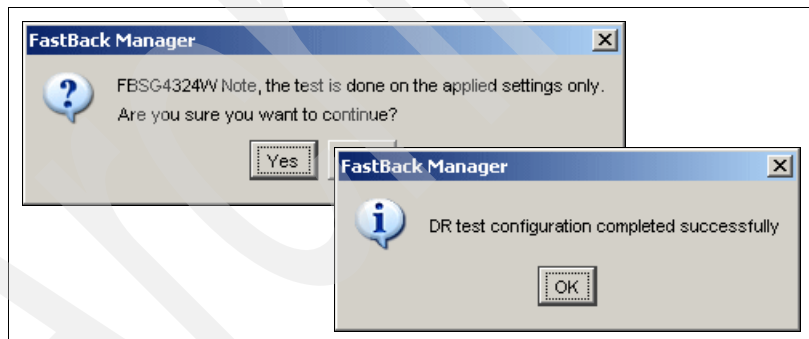 FastBack Manager
FBSG4324W Note, the test is done on the applied settings only.
Are you sure you want to continue?
Yes
FastBack Manager
DR test configuration completed successfully
OK